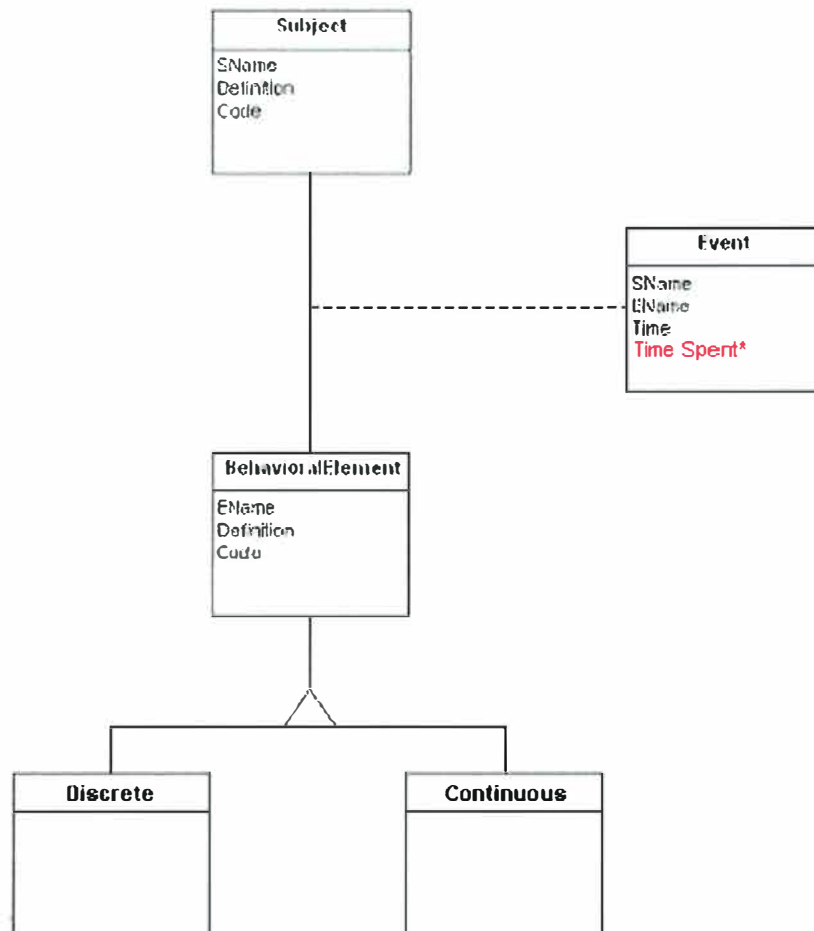 Subject
SName
Definition
Code
Event
SName
EName
Time
Time Spent*
BehavioralElement
EName
Definition
Code
Discrete
Continuous